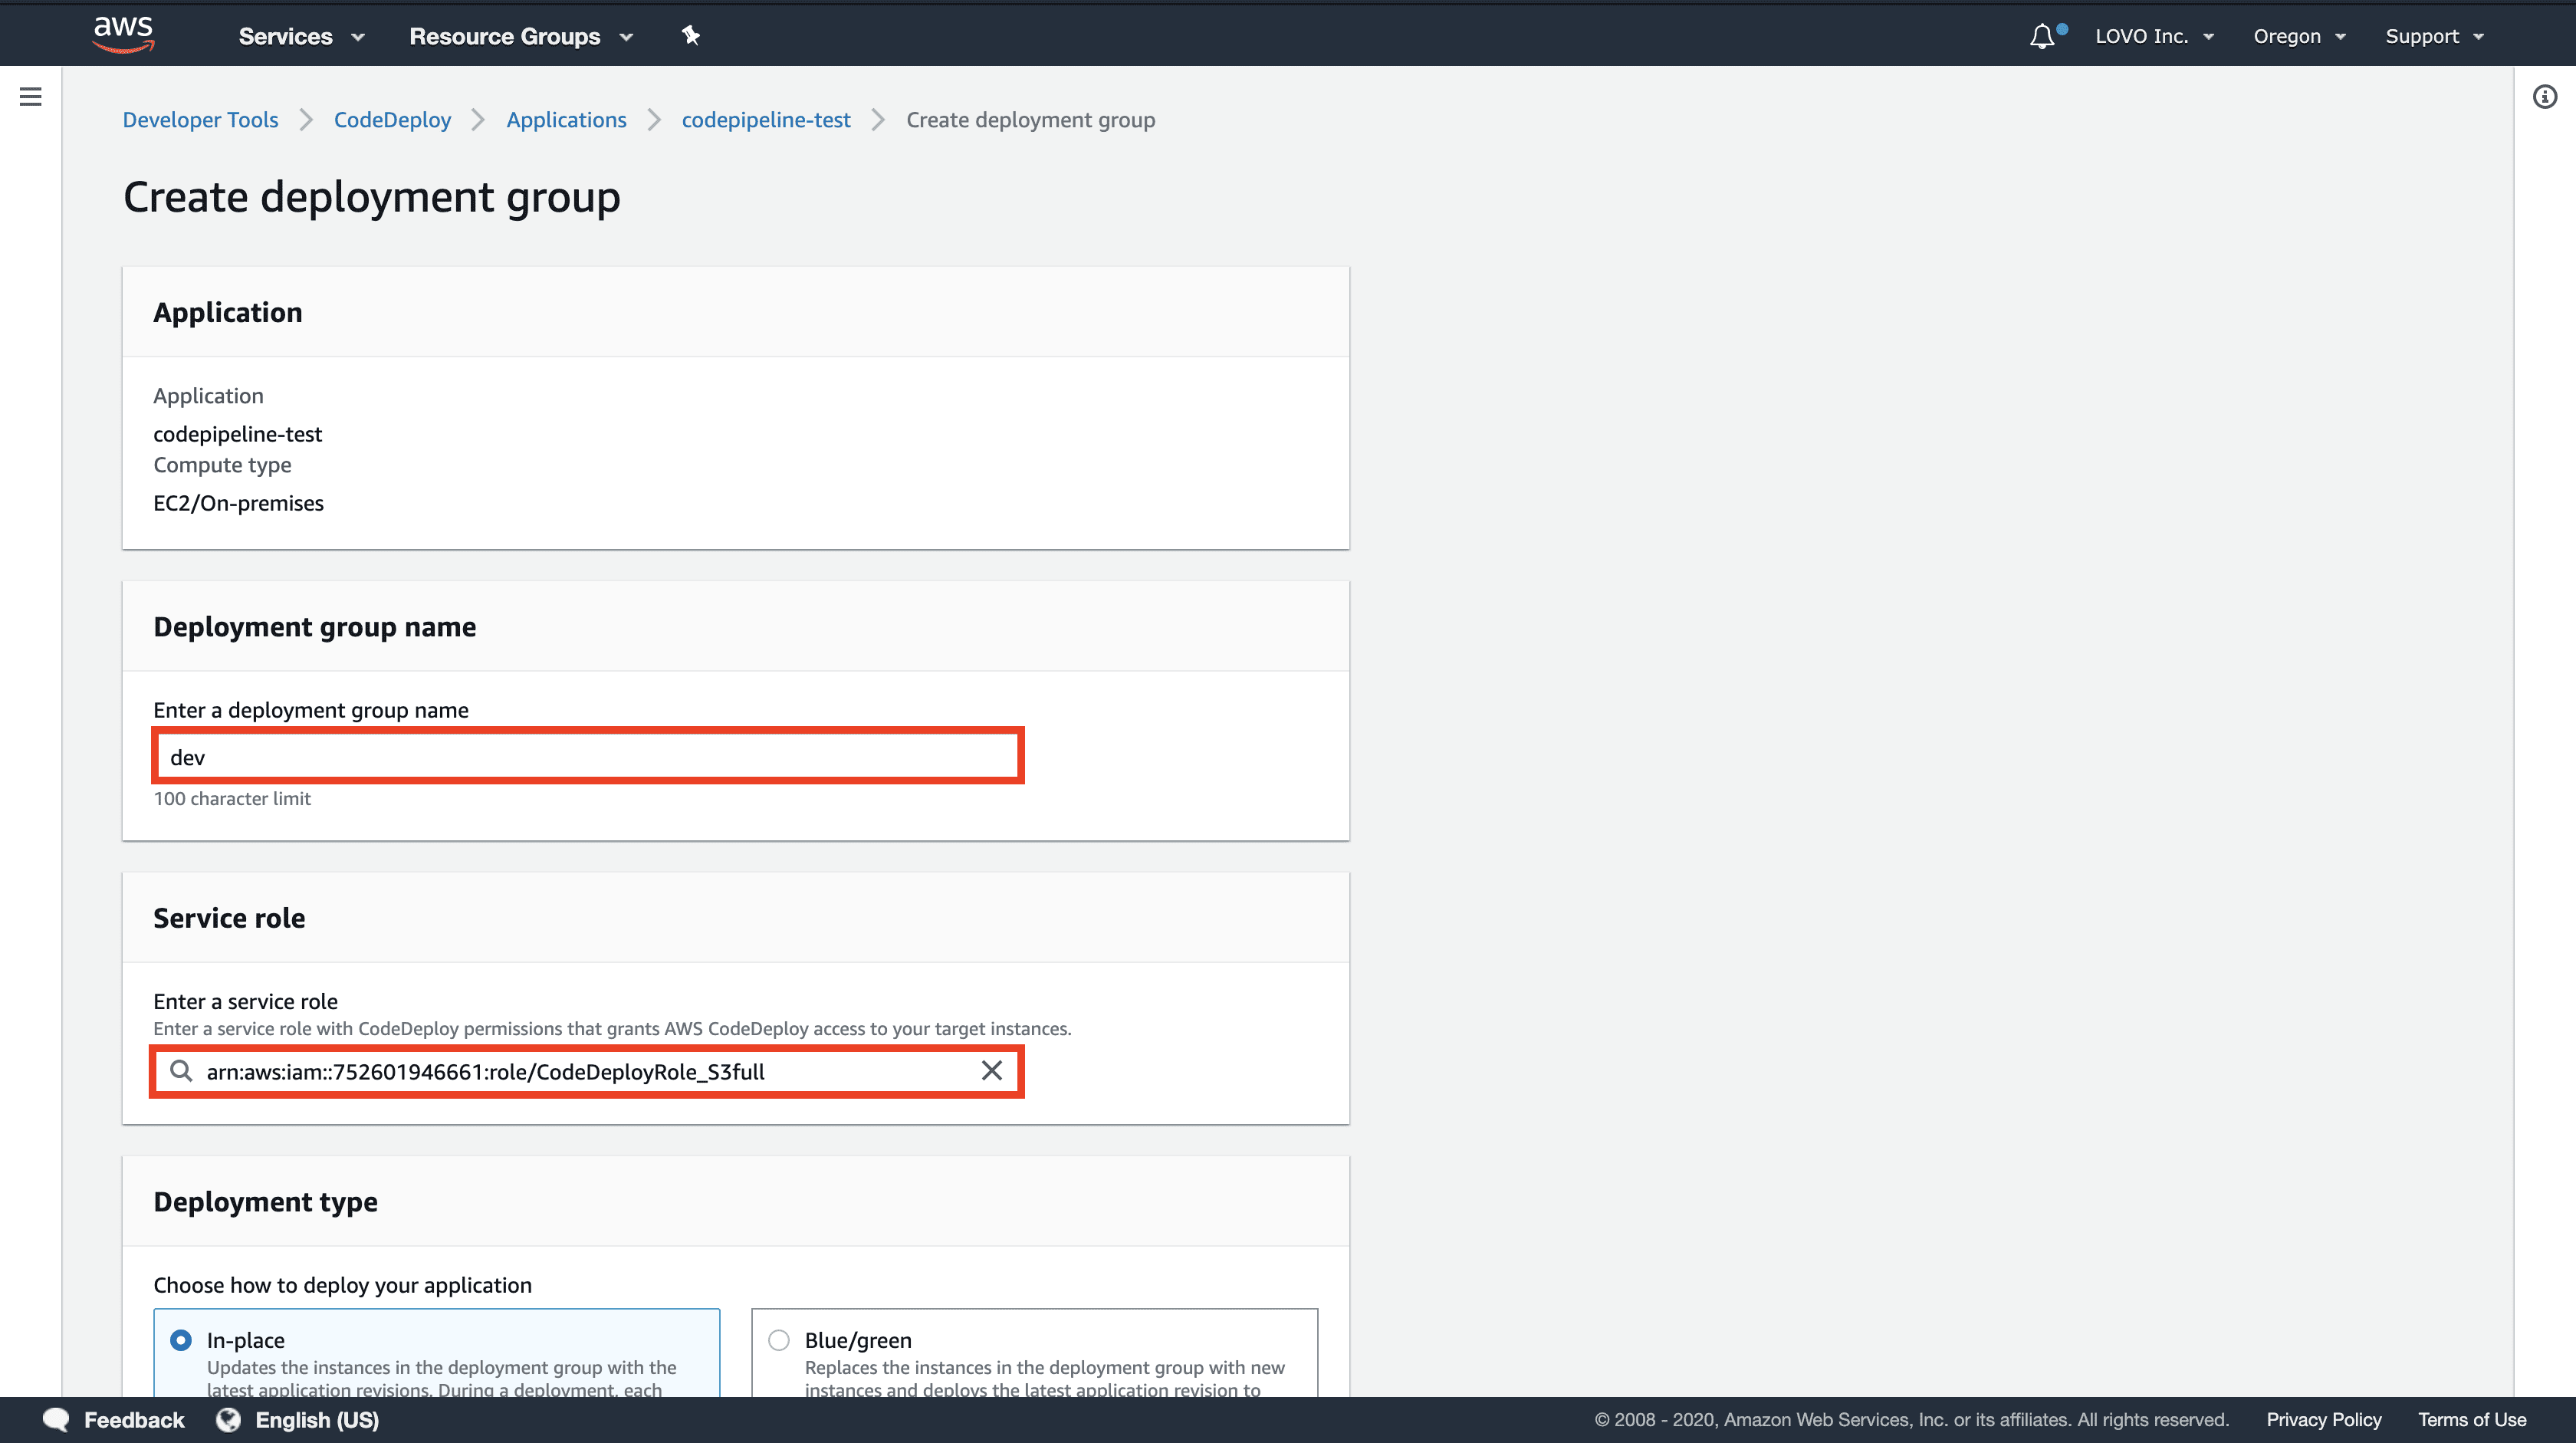 aws Services Resource Groups LOVO Inc. Oregon Support
Developer Tools CodeDeploy Applications codepipeline-test Create deployment group
Create deployment group
Application
Application
codepipeline-test
Compute type
EC2/On-premises
Deployment group name
Enter a deployment group name
dev
100 character limit
Service role
Enter a service role
Enter a service role with CodeDeploy permissions that grants AWS CodeDeploy access to your target instances.
arn:aws:iam::752601946661:role/CodeDeployRole_S3full
Deployment type
Choose how to deploy your application
In-place
Updates the instances in the deployment group with the
latest application revisions. During a deployment, each
Blue/green
Replaces the instances in the deployment group with new
instances and deploys the latest application revision to
Feedback English (US) © 2008 - 2020, Amazon Web Services, Inc. or its affiliates. All rights reserved. Privacy Policy Terms of Use